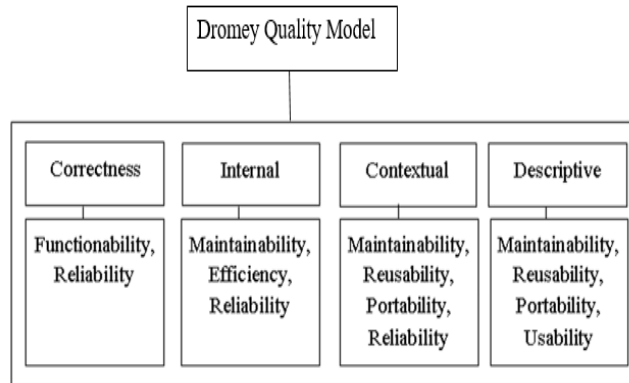 Dromey Quality Model
Correctness
Internal
Contextual
Descriptive
Functionability,
Reliability
Maintainability,
Efficiency,
Reliability
Maintainability,
Reusability,
Portability,
Reliability
Maintainability,
Reusability,
Portability,
Usability